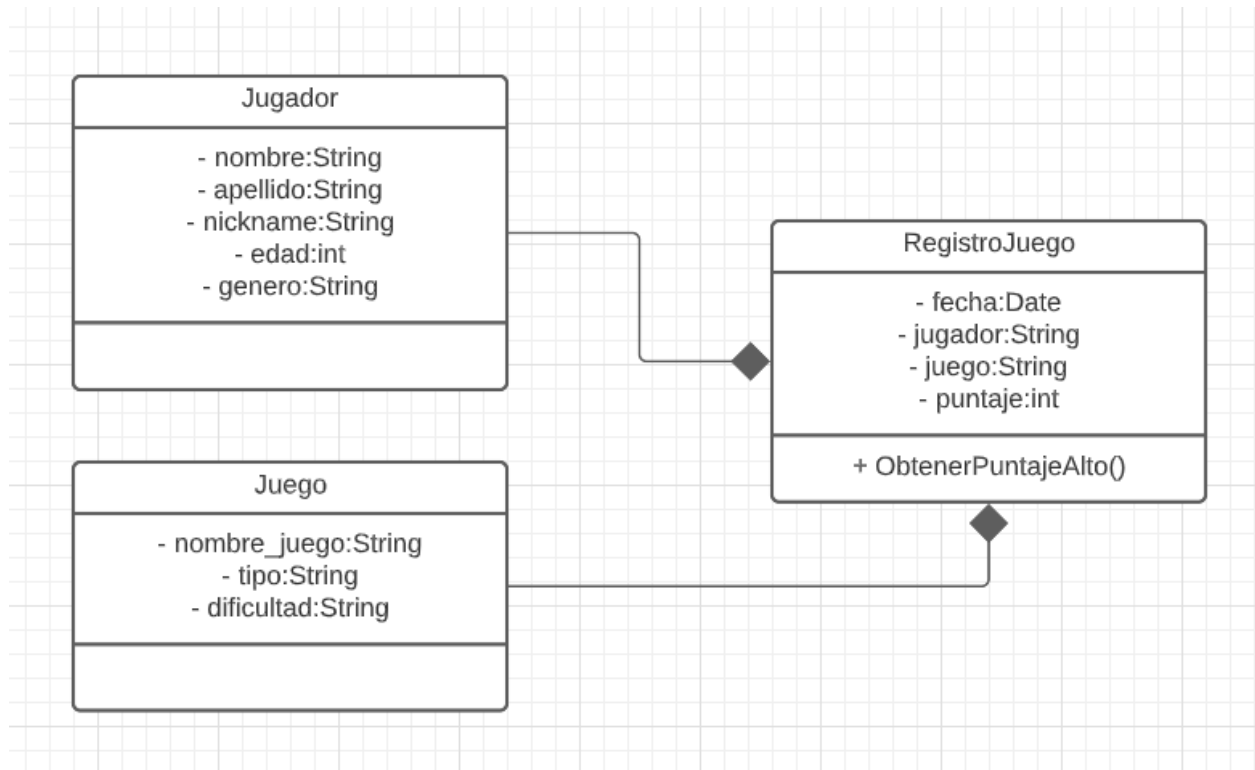 Jugador
- nombre:String
- apellido:String
- nickname:String
- edad:int
- genero:String
Juego
- nombre_juego:String
- tipo:String
- dificultad:String
RegistroJuego
- fecha:Date
- jugador:String
- juego:String
- puntaje:int
+ ObtenerPuntajeAlto()